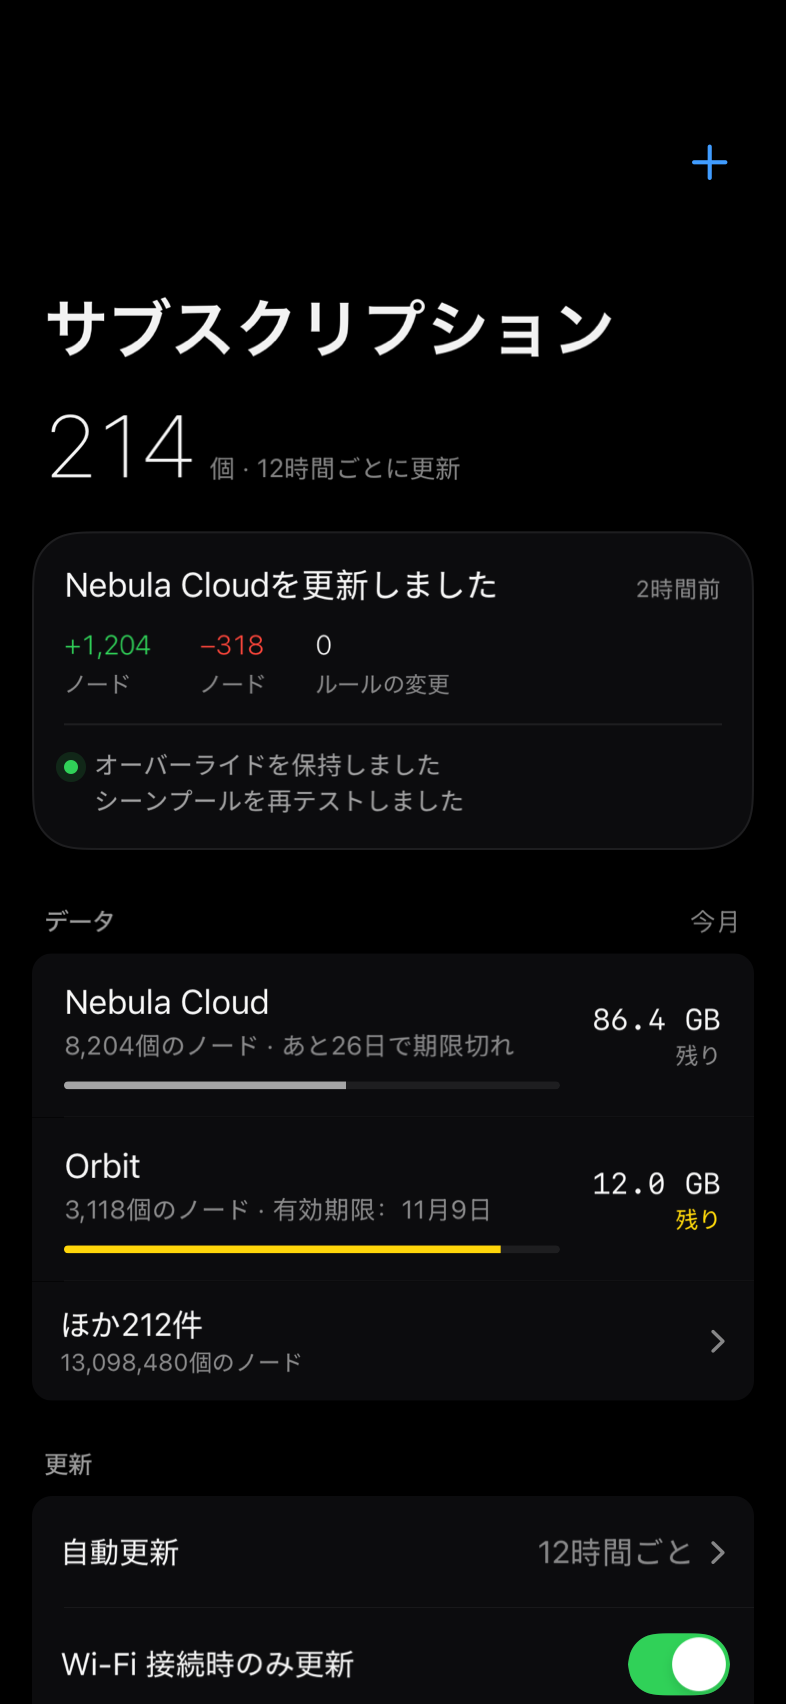 サブスクリプション
214 個 · 12時間ごとに更新
Nebula Cloudを更新しました 2時間前
+1,204 −318 0
ノード ノード ルールの変更
オーバーライドを保持しました
シーンプールを再テストしました
データ 今月
Nebula Cloud
86.4 GB
8,204個のノード · あと26日で期限切れ
残り
Orbit
12.0 GB
3,118個のノード · 有効期限: 11月9日
残り
ほか212件
13,098,480個のノード
更新
自動更新 12時間ごと
Wi-Fi 接続時のみ更新